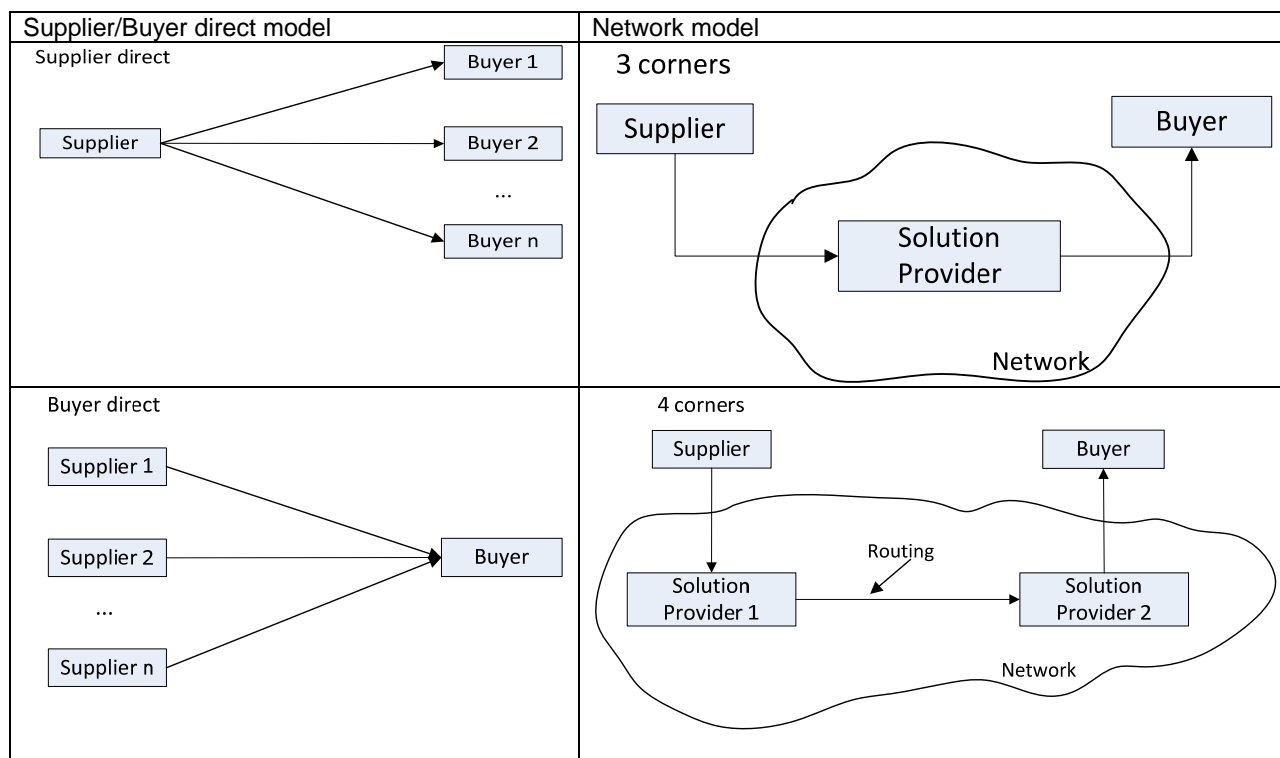 Supplier/Buyer direct model
Network model
Supplier direct
Buyer 1
Supplier
Buyer 2
...
Buyer n
3 corners
Supplier
Buyer
Solution
Provider
Network
Buyer direct
Supplier 1
Supplier 2
Buyer
...
Supplier n
4 corners
Supplier
Buyer
Routing
Solution
Provider 1
Solution
Provider 2
Network